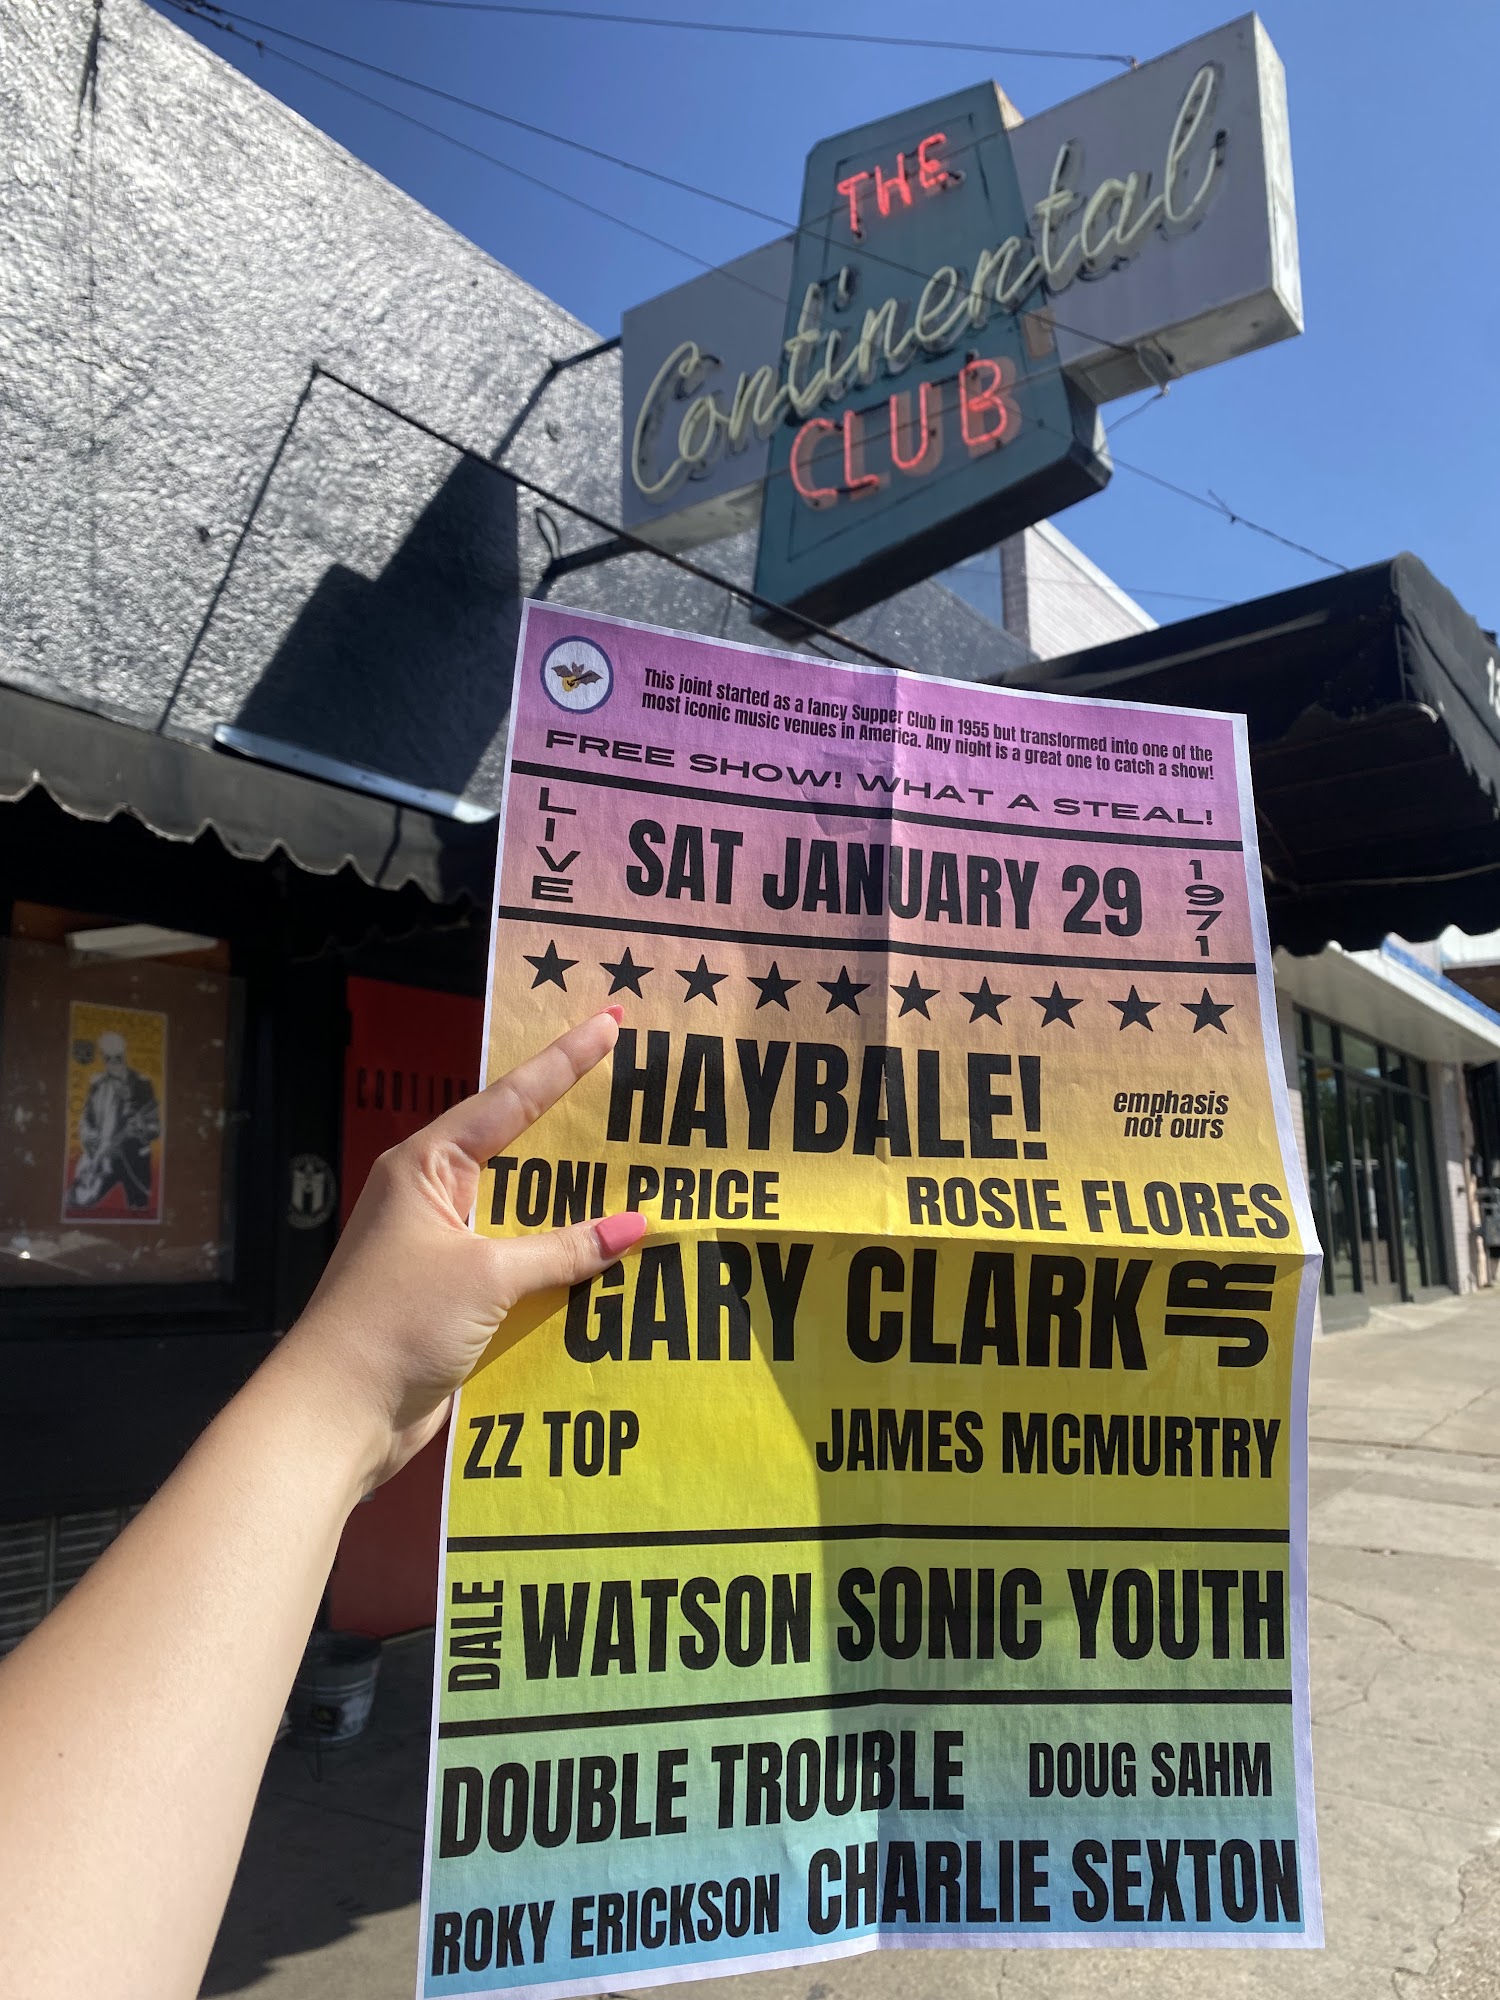 THE
Continental
CLUB
This joint started as a fancy Supper Club in 1955 but transformed into one of the
most iconic music venues in America. Any night is a great one to catch a show!
FREE SHOW! WHAT A STEAL!
LIVE
SAT JANUARY 29
1971
HAYBALE!
emphasis
not ours
TONI PRICE ROSIE FLORES
GARY CLARK JR
ZZ TOP JAMES MCMURTRY
DALE WATSON SONIC YOUTH
DOUBLE TROUBLE DOUG SAHM
ROKY ERICKSON CHARLIE SEXTON